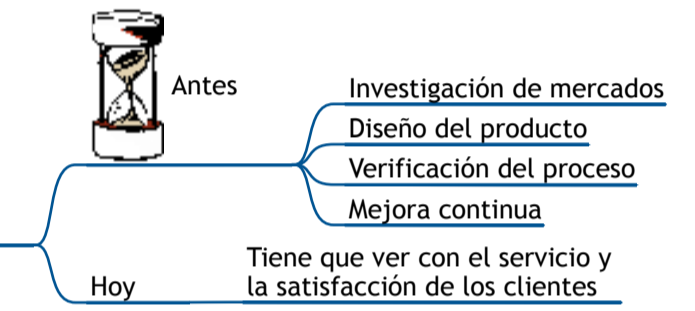 Antes
Investigación de mercados
Diseño del producto
Verificación del proceso
Mejora continua
Hoy
Tiene que ver con el servicio y
la satisfacción de los clientes